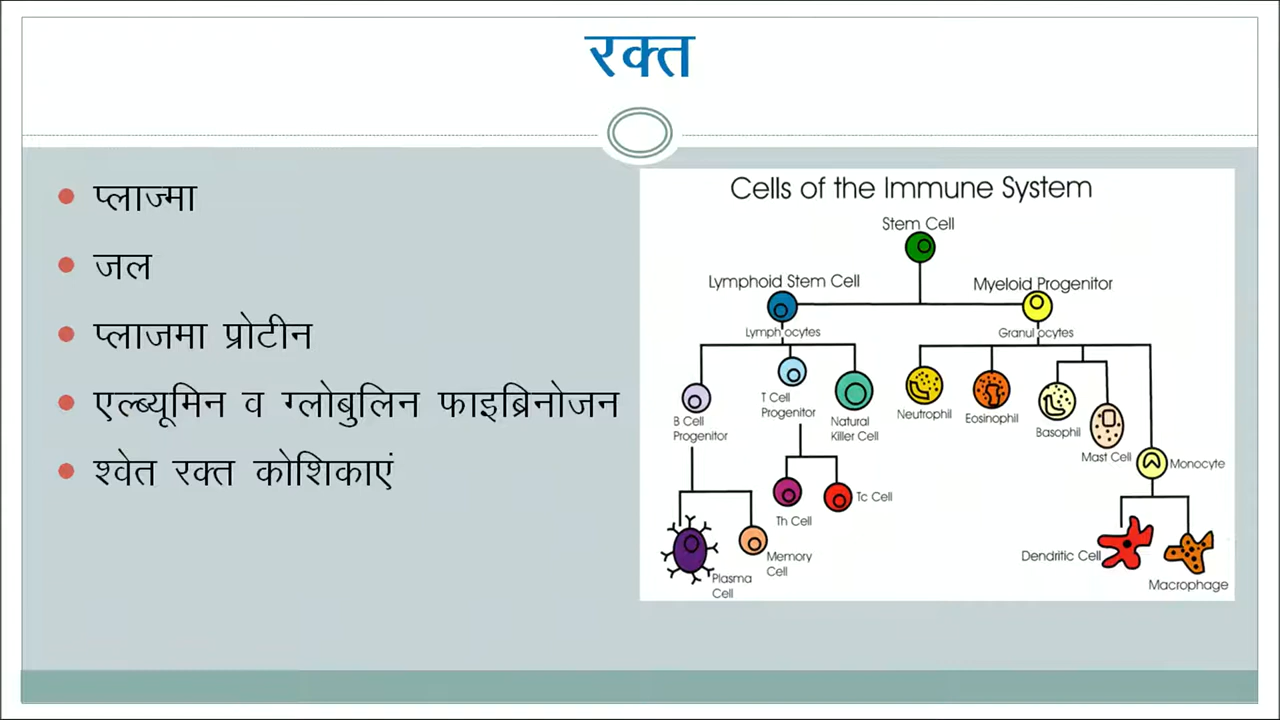 रक्त
प्लाज्मा
जल
प्लाजमा प्रोटीन
एल्ब्यूमिन व ग्लोबुलिन फाइब्रिनोजन
श्वेत रक्त कोशिकाएं
Cells of the Immune System
Stem Cell
Lymphoid Stem Cell
Myeloid Progenitor
Lymphocytes
Granulocytes
B Cell
Progenitor
T Cell
Progenitor
Natural
Killer Cell
Neutrophil
Eosinophil
Basophil
Mast Cell
Monocyte
Th Cell
Tc Cell
Plasma
Cell
Memory
Cell
Dendritic Cell
Macrophage